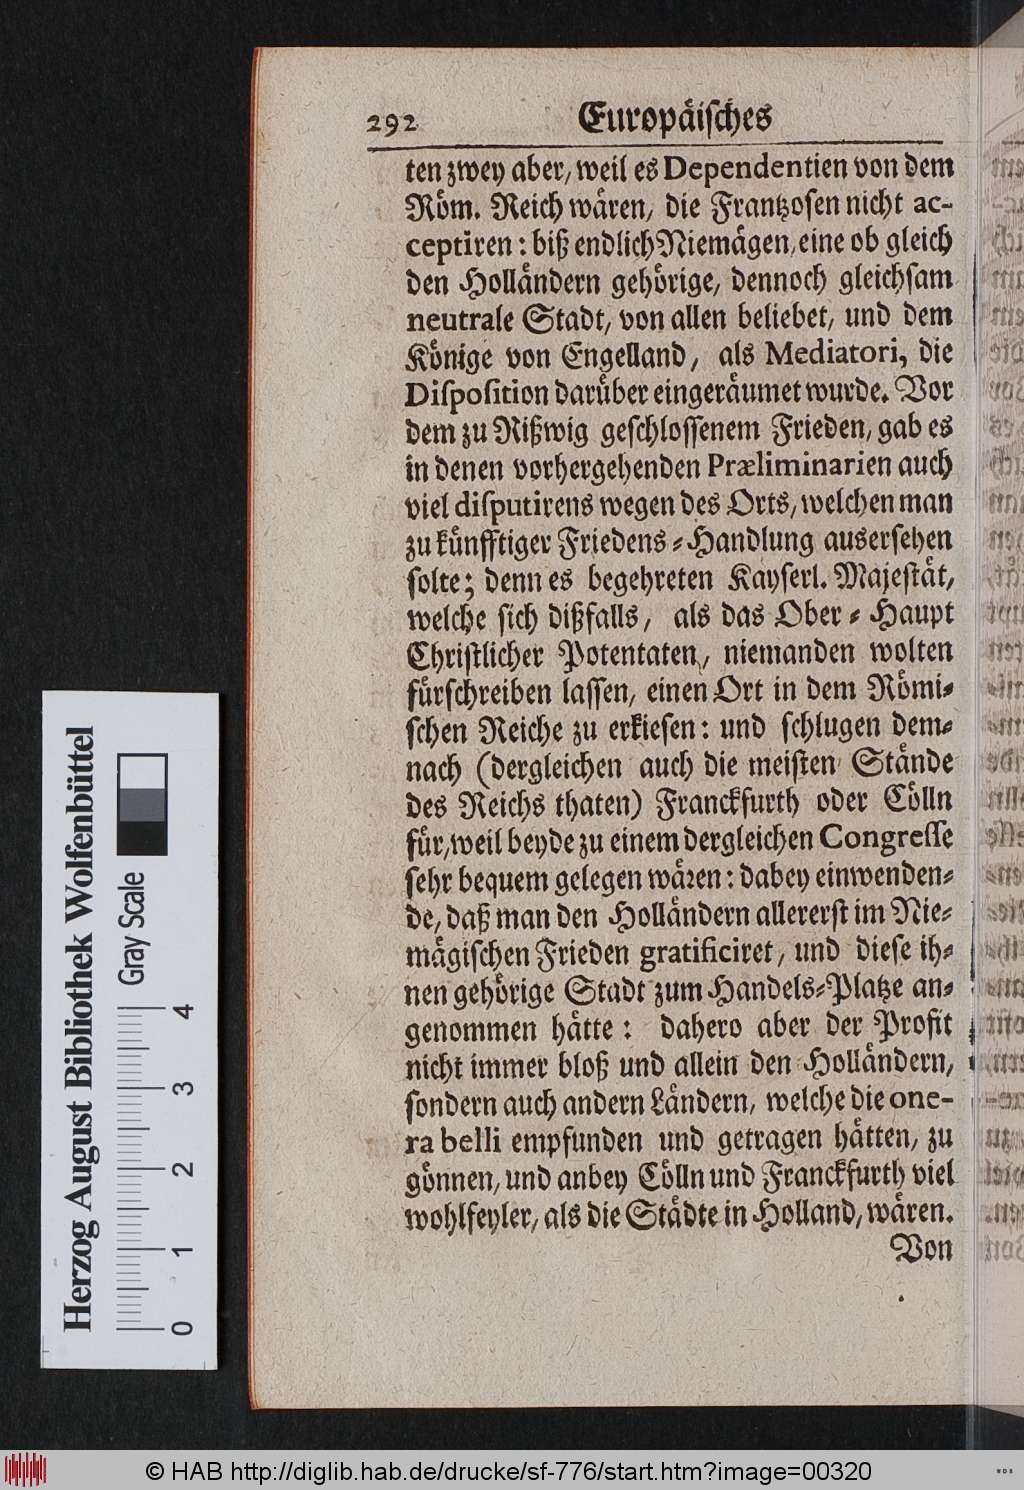 292 Europäisches
ten zwey aber, weil es Dependentien von dem
Röm. Reich wären, die Frantzosen nicht ac-
ceptiren: biß endlich Niemägen, eine ob gleich
den Holländern gehörige, dennoch gleichsam
neutrale Stadt, von allen beliebet, und dem
Könige von Engelland, als Mediatori, die
Disposition darüber eingeräumet wurde. Vor
dem zu Rißwig geschlossenem Frieden, gab es
in denen vorhergehenden Præliminarien auch
viel disputirens wegen des Orts, welchen man
zu künfftiger Friedens-Handlung ausersehen
solte; denn es begehreten Kayserl. Majestät,
welche sich dißfalls, als das Ober-Haupt
Christlicher Potentaten, niemanden wolten
fürschreiben lassen, einen Ort in dem Römi-
schen Reiche zu erkiesen: und schlugen dem-
nach (dergleichen auch die meisten Stände
des Reichs thaten) Franckfurth oder Cölln
für, weil beyde zu einem dergleichen Congresse
sehr bequem gelegen wären: dabey einwenden-
de, daß man den Holländern allererst im Nie-
mägischen Frieden gratificiret, und diese ih-
nen gehörige Stadt zum Handels-Platze an-
genommen hätte: dahero aber der Profit
nicht immer bloß und allein den Holländern,
sondern auch andern Ländern, welche die one-
ra belli empfunden und getragen hätten, zu
gönnen, und anbey Cölln und Franckfurth viel
wohlfeyler, als die Städte in Holland, wären.
Von
Herzog August Bibliothek Wolfenbüttel
Gray Scale
0 1 2 3 4
© HAB http://diglib.hab.de/drucke/sf-776/start.htm?image=00320